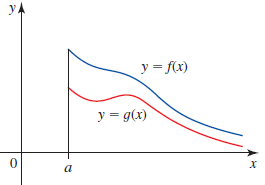 y
y = f(x)
y = g(x)
0
a
x